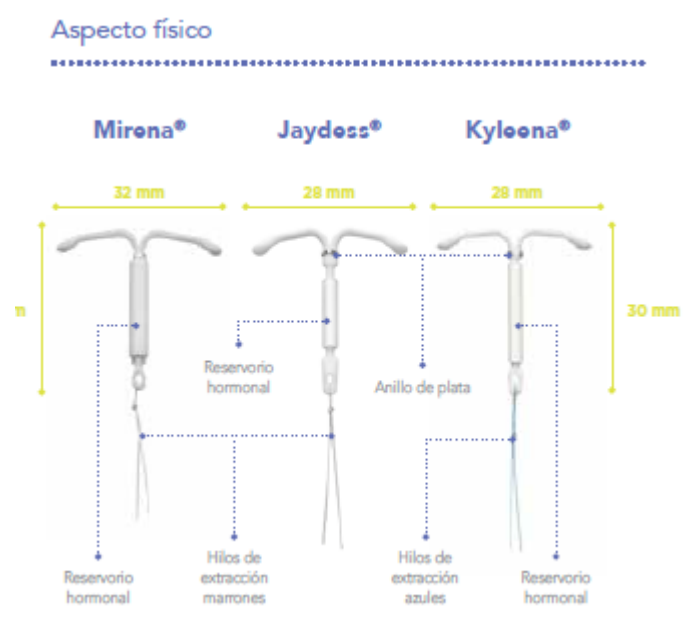 Aspecto físico
Mirena® Jaydess® Kyleena®
32 mm 28 mm 28 mm
m 30 mm
Reservorio
hormonal
Anillo de plata
Reservorio
hormonal
Hilos de
extracción
marrones
Hilos de
extracción
azules
Reservorio
hormonal